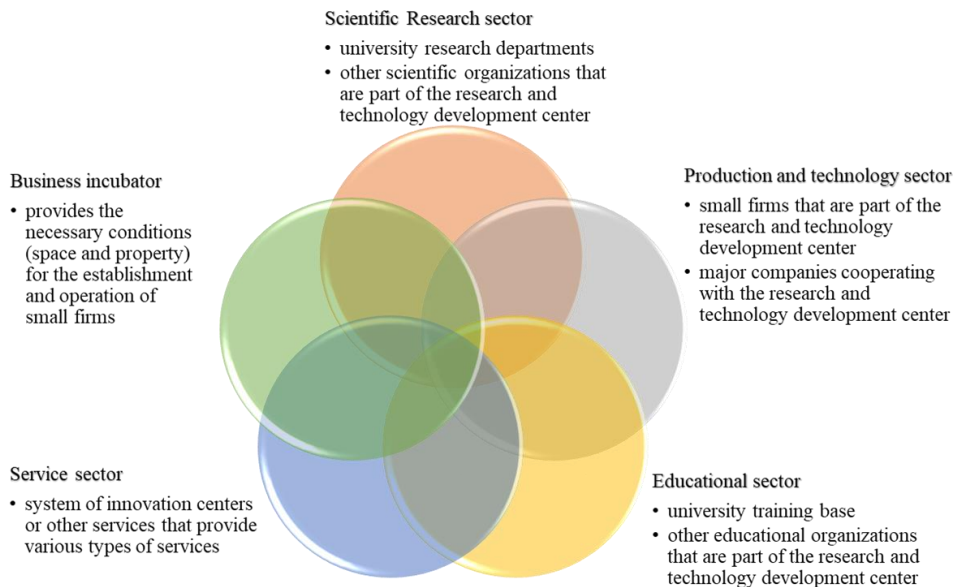 Scientific Research sector
• university research departments
• other scientific organizations that
are part of the research and
technology development center
Business incubator
• provides the
necessary conditions
(space and property)
for the establishment
and operation of
small firms
Production and technology sector
• small firms that are part of the
research and technology
development center
• major companies cooperating
with the research and
technology development center
Service sector
• system of innovation centers
or other services that provide
various types of services
Educational sector
• university training base
• other educational organizations
that are part of the research and
technology development center